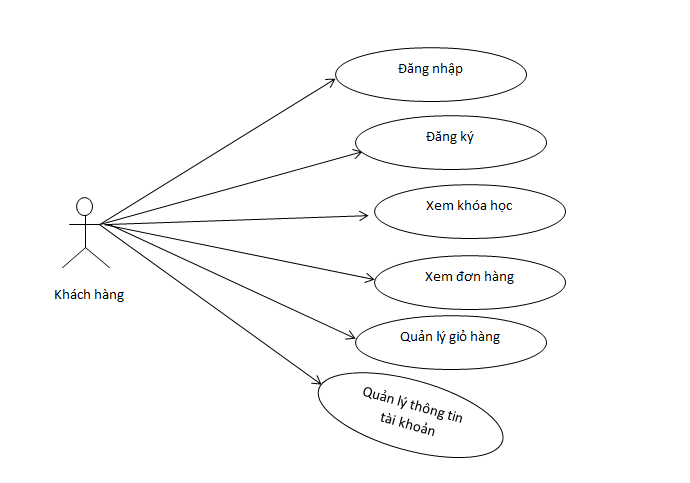 Đăng nhập
Đăng ký
Xem khóa học
Xem đơn hàng
Khách hàng
Quản lý giỏ hàng
Quản lý thông tin
tài khoản